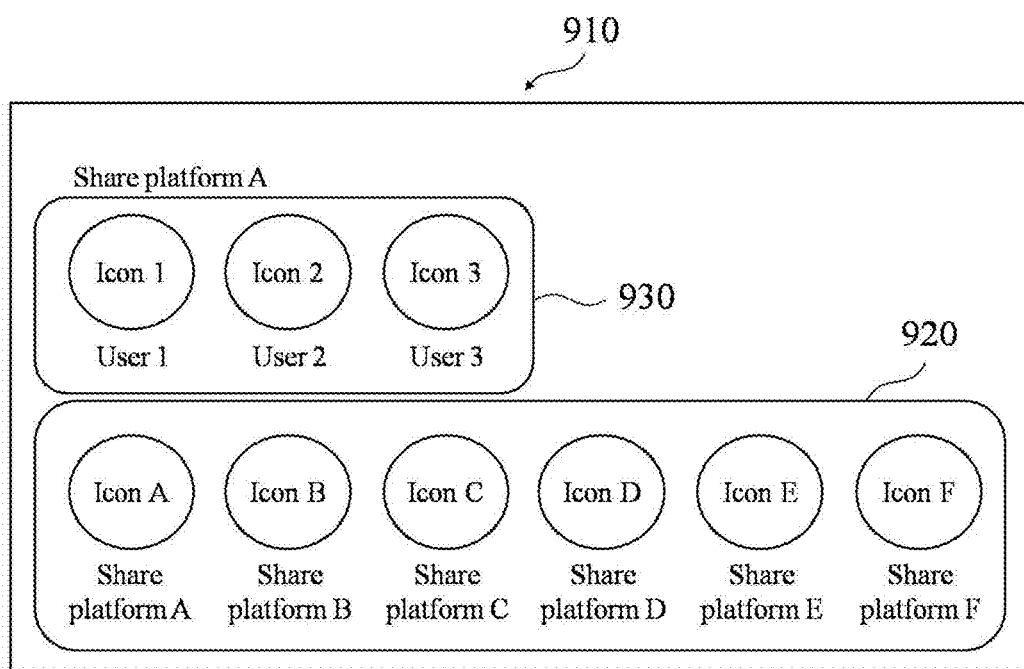 910
Share platform A
Icon 1 Icon 2 Icon 3
930
User 1 User 2 User 3
920
Icon A Icon B Icon C Icon D Icon E Icon F
Share Share Share Share Share Share
platform A platform B platform C platform D platform E platform F